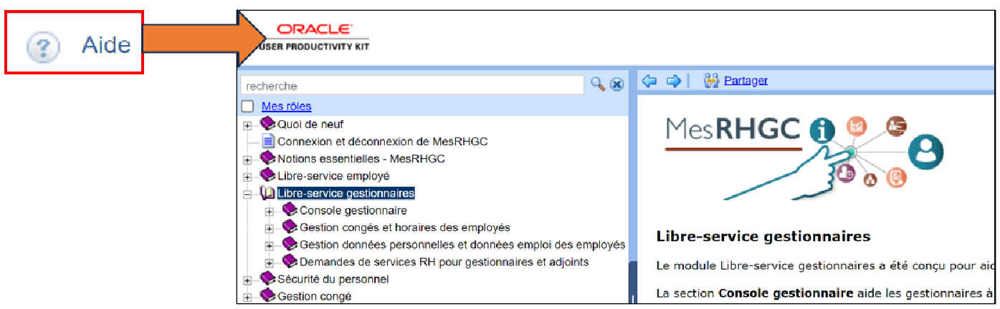 Aide
ORACLE
USER PRODUCTIVITY KIT
recherche
Mes rôles
Quoi de neuf
Connexion et déconnexion de MesRHGC
Notions essentielles - MesRHGC
Libre-service employé
Libre-service gestionnaires
Console gestionnaire
Gestion congés et horaires des employés
Gestion données personnelles et données emploi des employés
Demandes de services RH pour gestionnaires et adjoints
Sécurité du personnel
Gestion congé
Partager
MesRHGC
Libre-service gestionnaires
Le module Libre-service gestionnaires a été conçu pour aid
La section Console gestionnaire aide les gestionnaires à